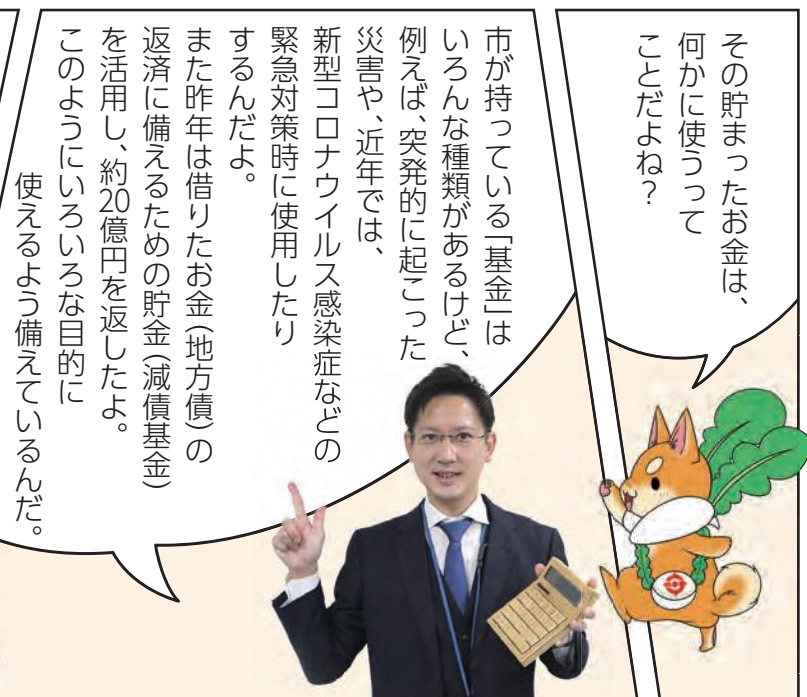 その貯まったお金は、
何かに使うって
ことだよね？
市が持っている「基金」は
いろんな種類があるけど、
例えば、突発的に起こった
災害や、近年では、
新型コロナウイルス感染症などの
緊急対策時に使用したり
するんだよ。
また昨年は借りたお金（地方債）の
返済に備えるための貯金（減債基金）
を活用し、約20億円を返したよ。
このようにいろいろな目的に
使えるよう備えているんだ。